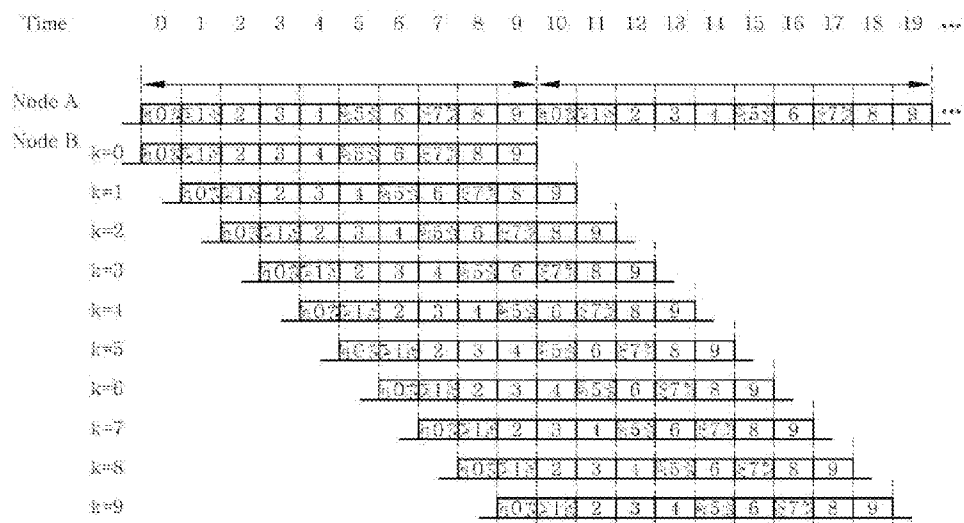 Time 0 1 2 3 4 5 6 7 8 9 10 11 12 13 14 15 16 17 18 19 ...
Node A 0 1 2 3 4 5 6 7 8 9 0 1 2 3 4 5 6 7 8 9 ...
Node B
k=0 0 1 2 3 4 5 6 7 8 9
k=1 0 1 2 3 4 5 6 7 8 9
k=2 0 1 2 3 4 5 6 7 8 9
k=3 0 1 2 3 4 5 6 7 8 9
k=4 0 1 2 3 4 5 6 7 8 9
k=5 0 1 2 3 4 5 6 7 8 9
k=6 0 1 2 3 4 5 6 7 8 9
k=7 0 1 2 3 4 5 6 7 8 9
k=8 0 1 2 3 4 5 6 7 8 9
k=9 0 1 2 3 4 5 6 7 8 9